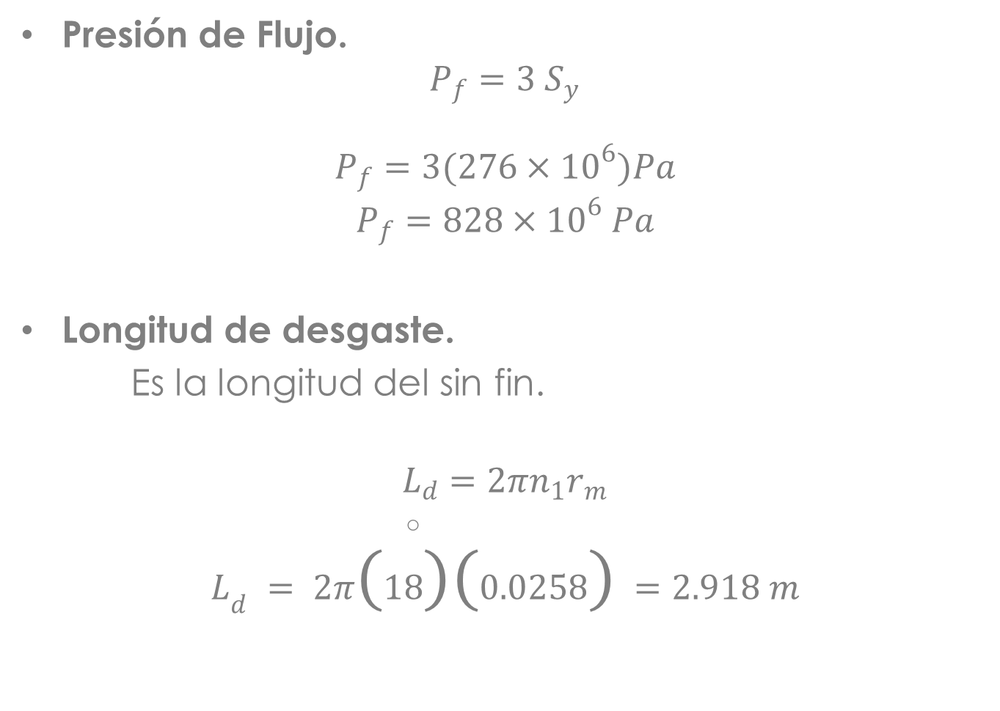 • Presión de Flujo.
P_f = 3 S_y
P_f = 3(276 × 10^6)Pa
P_f = 828 × 10^6 Pa
• Longitud de desgaste.
Es la longitud del sin fin.
L_d = 2πn_1r_m
○
L_d = 2π(18)(0.0258) = 2.918 m